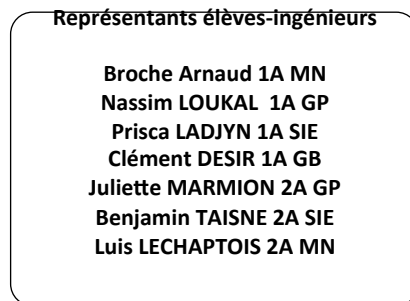 Représentants élèves-ingénieurs
Broche Arnaud 1A MN
Nassim LOUKAL 1A GP
Prisca LADJYN 1A SIE
Clément DESIR 1A GB
Juliette MARMION 2A GP
Benjamin TAISNE 2A SIE
Luis LECHAPTOIS 2A MN